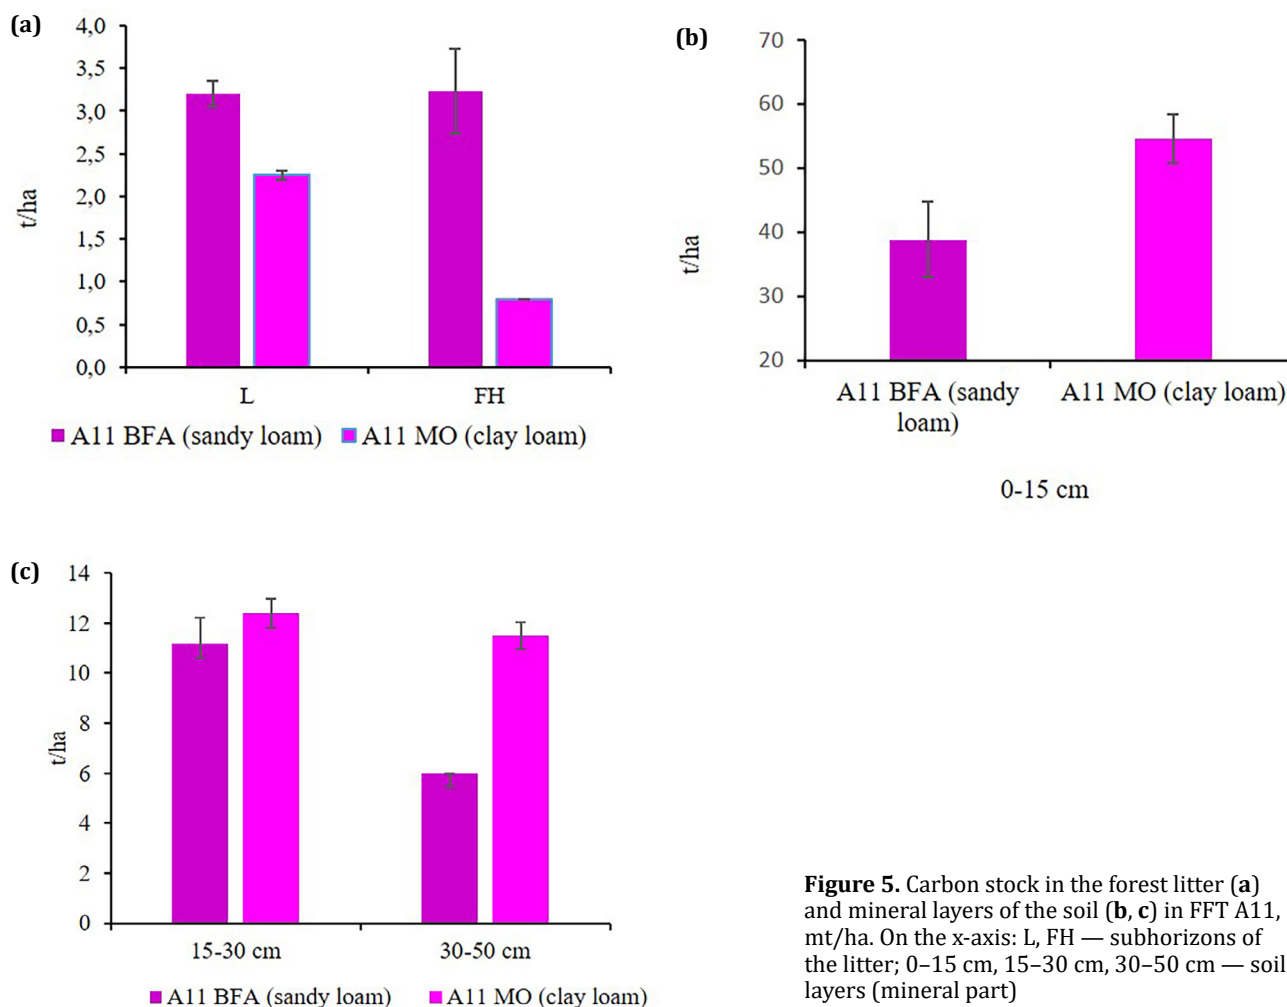 (a)
4,0
3,5
3,0
2,5
2,0
1,5
1,0
0,5
0,0
t/ha
L FH
A11 BFA (sandy loam) A11 MO (clay loam)
(b)
70
60
50
40
30
20
t/ha
A11 BFA (sandy loam) A11 MO (clay loam)
0-15 cm
(c)
14
12
10
8
6
4
2
0
t/ha
15-30 cm 30-50 cm
A11 BFA (sandy loam) A11 MO (clay loam)
Figure 5. Carbon stock in the forest litter (a)
and mineral layers of the soil (b, c) in FFT A11,
mt/ha. On the x-axis: L, FH — subhorizons of
the litter; 0–15 cm, 15–30 cm, 30–50 cm — soil
layers (mineral part)